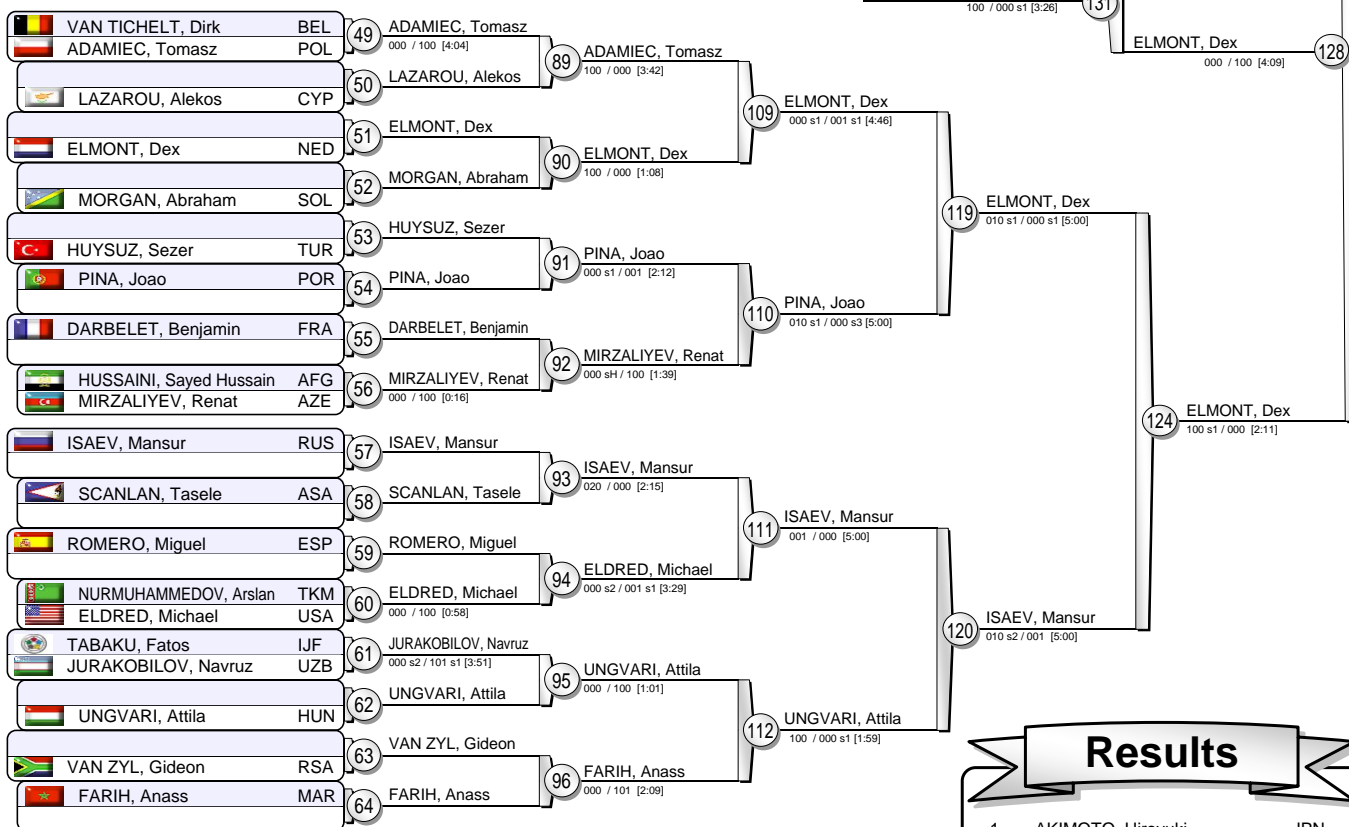 100 / 000 s1 [3:26]
131
ELMONT, Dex
000 / 100 [4:09]
128
VAN TICHELT, Dirk BEL
ADAMIEC, Tomasz POL
49
ADAMIEC, Tomasz
000 / 100 [4:04]
LAZAROU, Alekos CYP
50
LAZAROU, Alekos
89
ADAMIEC, Tomasz
100 / 000 [3:42]
ELMONT, Dex NED
51
ELMONT, Dex
MORGAN, Abraham SOL
52
MORGAN, Abraham
90
ELMONT, Dex
100 / 000 [1:08]
109
ELMONT, Dex
000 s1 / 001 s1 [4:46]
HUYSUZ, Sezer TUR
53
HUYSUZ, Sezer
PINA, Joao POR
54
PINA, Joao
91
PINA, Joao
000 s1 / 001 [2:12]
DARBELET, Benjamin FRA
55
DARBELET, Benjamin
HUSSAINI, Sayed Hussain AFG
MIRZALIYEV, Renat AZE
56
MIRZALIYEV, Renat
000 / 100 [0:16]
92
MIRZALIYEV, Renat
000 sH / 100 [1:39]
110
PINA, Joao
010 s1 / 000 s3 [5:00]
119
ELMONT, Dex
010 s1 / 000 s1 [5:00]
ISAEV, Mansur RUS
57
ISAEV, Mansur
SCANLAN, Tasele ASA
58
SCANLAN, Tasele
93
ISAEV, Mansur
020 / 000 [2:15]
ROMERO, Miguel ESP
59
ROMERO, Miguel
NURMUHAMMEDOV, Arslan TKM
ELDRED, Michael USA
60
ELDRED, Michael
000 / 100 [0:58]
94
ELDRED, Michael
000 s2 / 001 s1 [3:29]
111
ISAEV, Mansur
001 / 000 [5:00]
TABAKU, Fatos IJF
JURAKOBILOV, Navruz UZB
61
JURAKOBILOV, Navruz
000 s2 / 101 s1 [3:51]
UNGVARI, Attila HUN
62
UNGVARI, Attila
95
UNGVARI, Attila
000 / 100 [1:01]
VAN ZYL, Gideon RSA
63
VAN ZYL, Gideon
FARIH, Anass MAR
64
FARIH, Anass
96
FARIH, Anass
000 / 101 [2:09]
112
UNGVARI, Attila
100 / 000 s1 [1:59]
120
ISAEV, Mansur
010 s2 / 001 [5:00]
124
ELMONT, Dex
100 s1 / 000 [2:11]
Results
1 AKIMOTO, Hiroyuki JPN